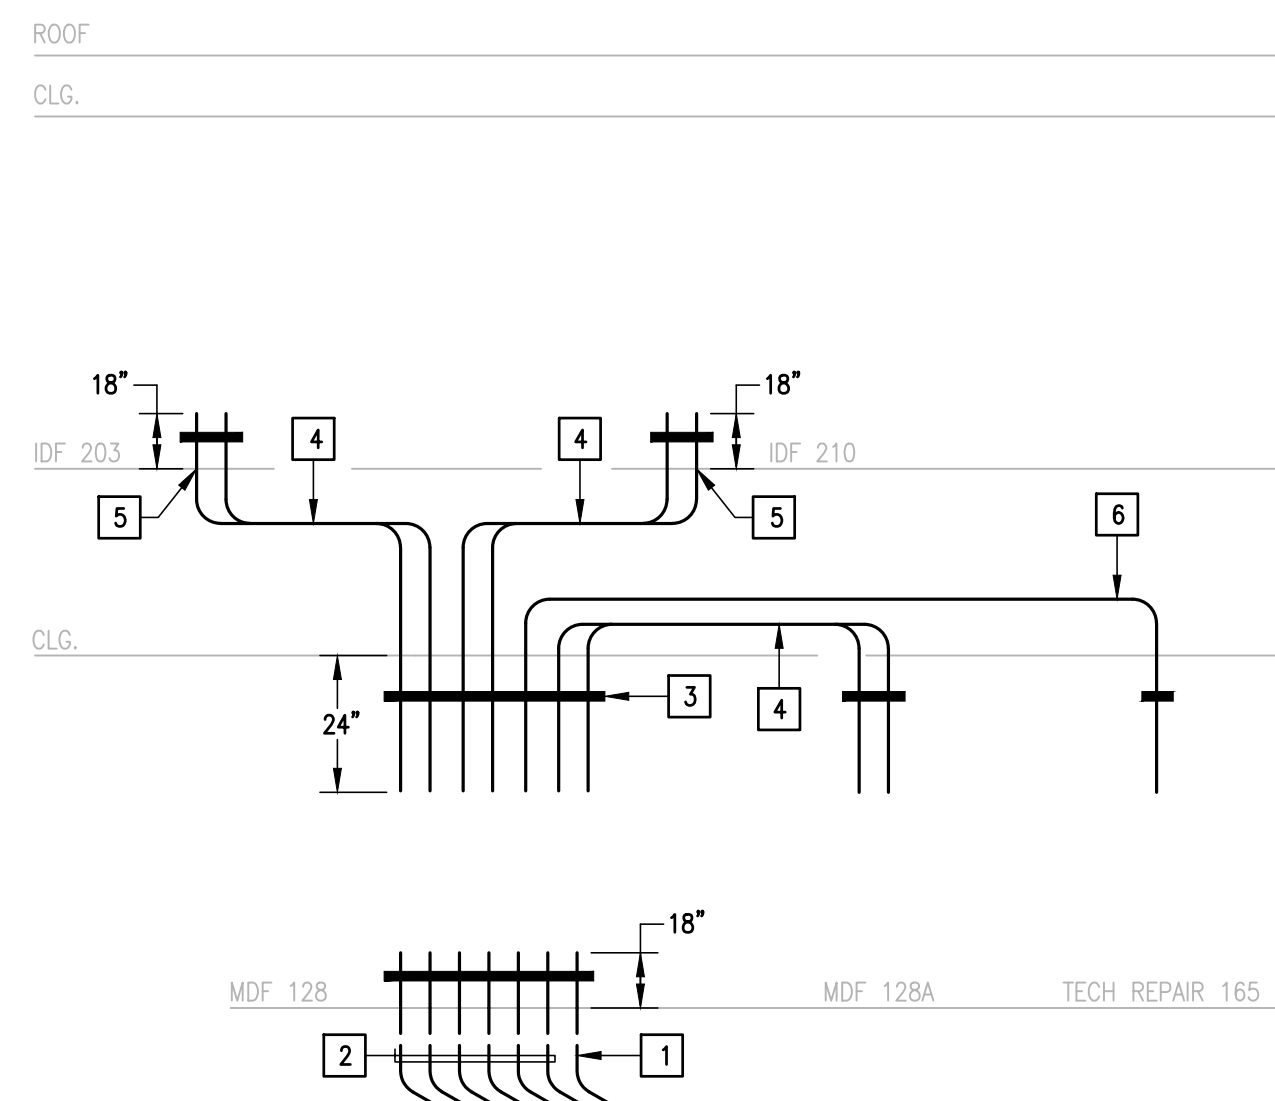 ROOF
CLG.
18”
18”
4
4
IDF 203
IDF 210
5
5
6
CLG.
3
4
24”
18”
MDF 128
MDF 128A
TECH REPAIR 165
2
1